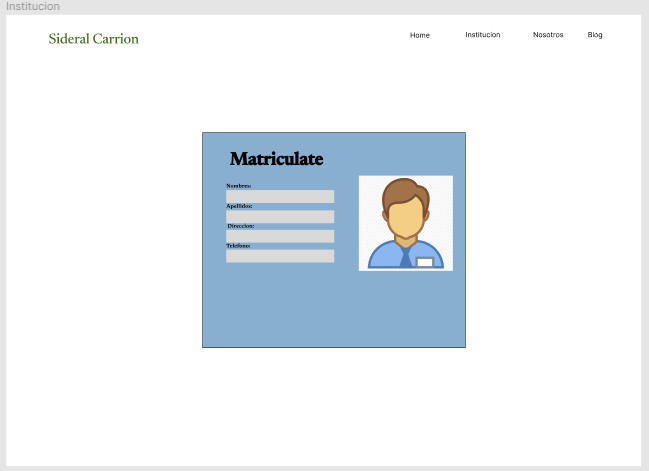 Institucion
Sideral Carrion
Home Institucion Nosotros Blog
Matriculate
Nombres:
Apellidos:
Direccion:
Telefono: